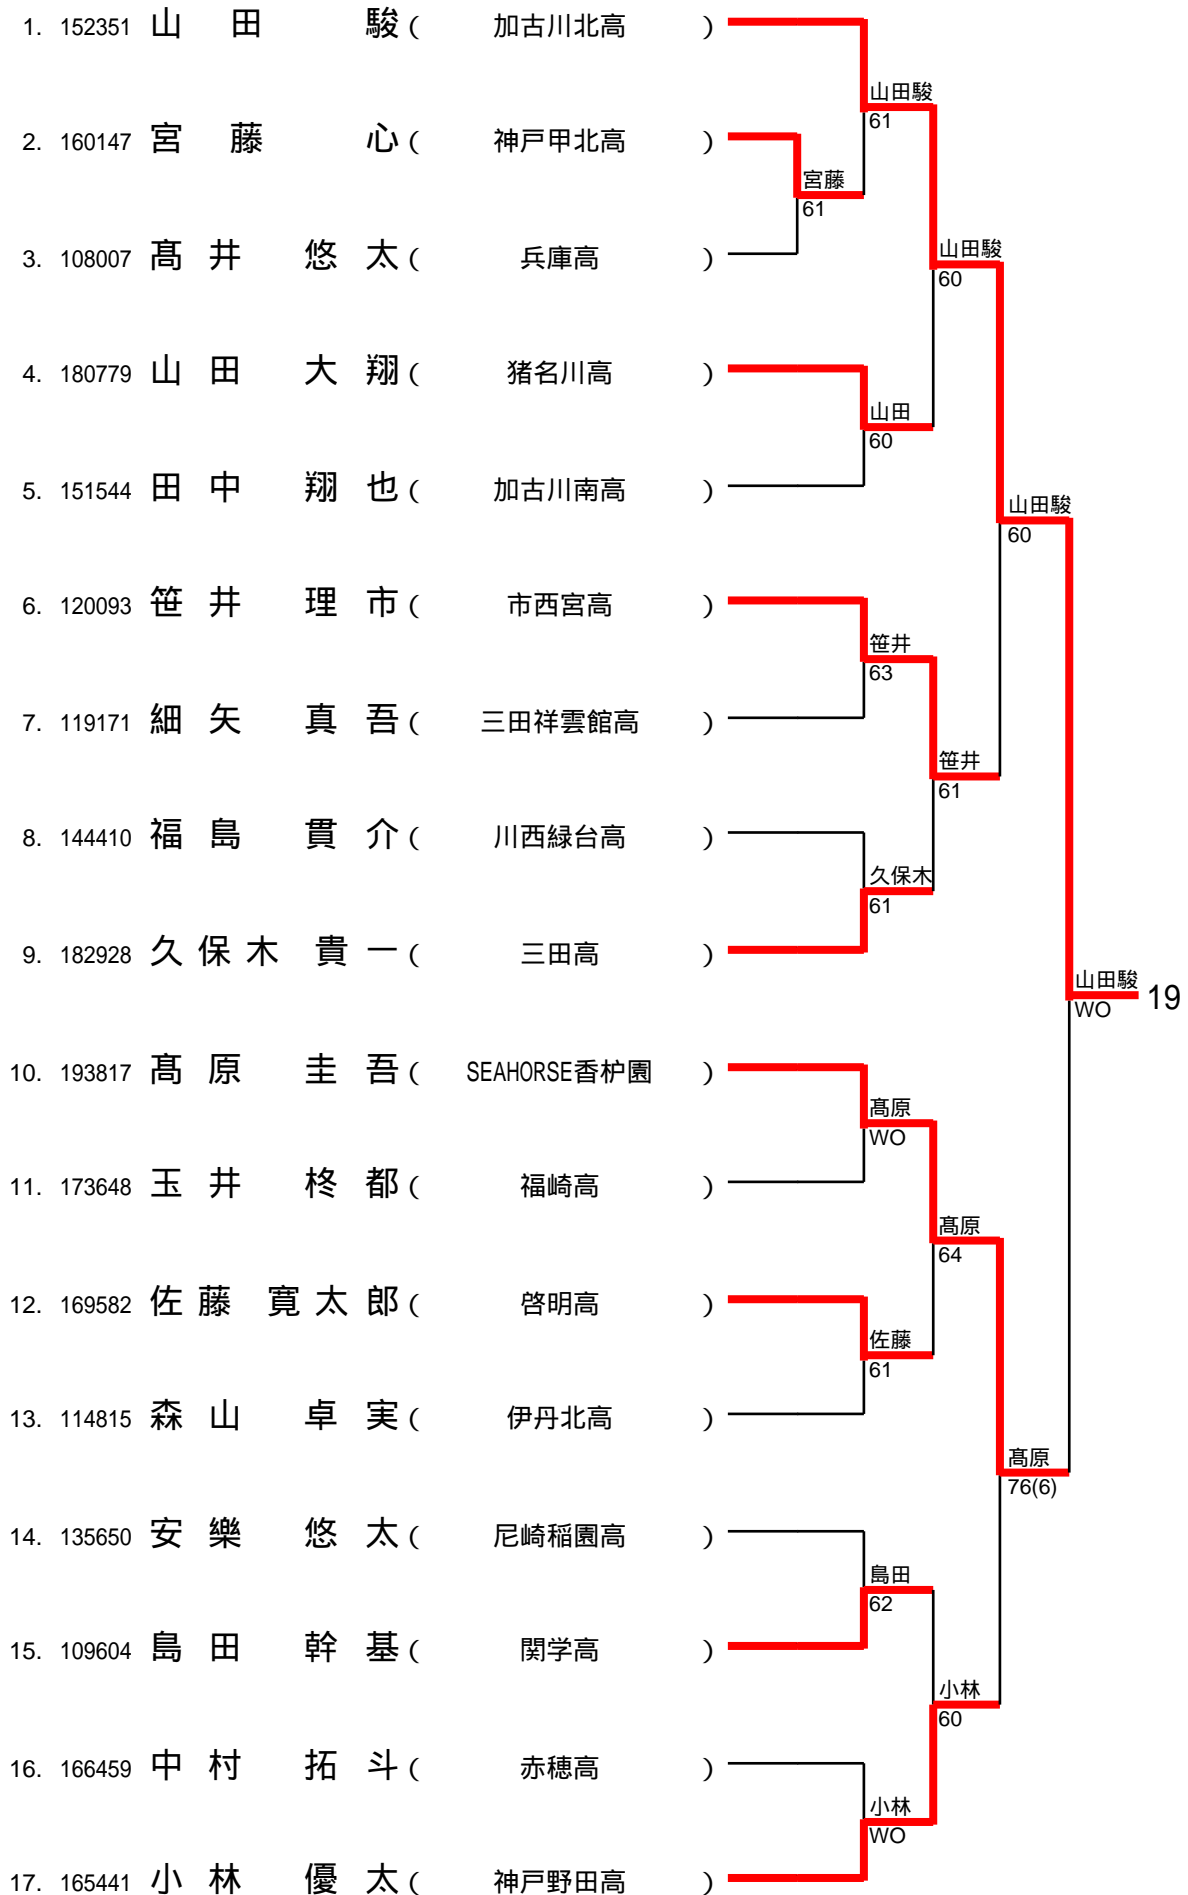 1. 152351 山 田 駿 ( 加古川北高 )
山田駿
61
2. 160147 宮 藤 心 ( 神戸甲北高 )
宮藤
61
3. 108007 髙 井 悠 太 ( 兵庫高 )
山田駿
60
4. 180779 山 田 大 翔 ( 猪名川高 )
山田
60
5. 151544 田 中 翔 也 ( 加古川南高 )
山田駿
60
6. 120093 笹 井 理 市 ( 市西宮高 )
笹井
63
7. 119171 細 矢 真 吾 ( 三田祥雲館高 )
笹井
61
8. 144410 福 島 貫 介 ( 川西緑台高 )
久保木
61
9. 182928 久 保 木 貴 一 ( 三田高 )
山田駿
WO
19
10. 193817 髙 原 圭 吾 ( SEAHORSE香枦園 )
髙原
WO
11. 173648 玉 井 柊 都 ( 福崎高 )
髙原
64
12. 169582 佐 藤 寛 太 郎 ( 啓明高 )
佐藤
61
13. 114815 森 山 卓 実 ( 伊丹北高 )
髙原
76(6)
14. 135650 安 樂 悠 太 ( 尼崎稲園高 )
島田
62
15. 109604 島 田 幹 基 ( 関学高 )
小林
60
16. 166459 中 村 拓 斗 ( 赤穂高 )
小林
WO
17. 165441 小 林 優 太 ( 神戸野田高 )